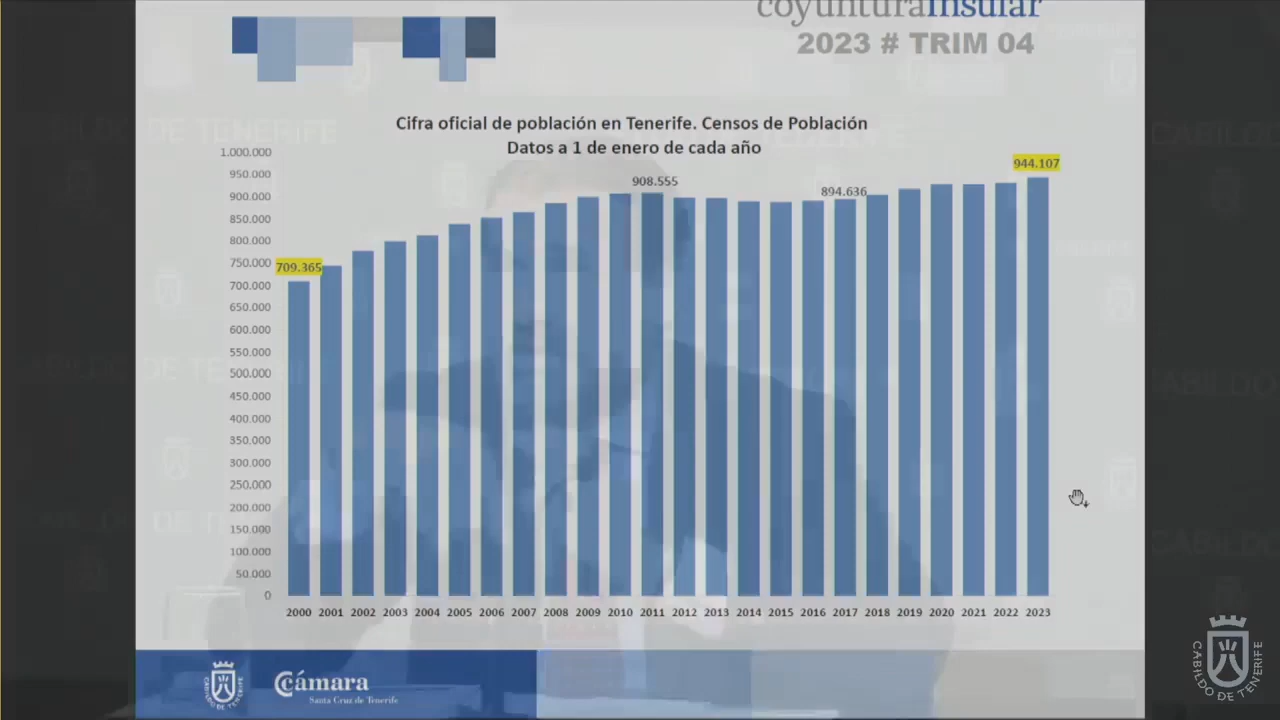 coyunturainsular
2023 # TRIM 04
Cifra oficial de población en Tenerife. Censos de Población
Datos a 1 de enero de cada año
1.000.000
950.000
900.000
850.000
800.000
750.000
700.000
650.000
600.000
550.000
500.000
450.000
400.000
350.000
300.000
250.000
200.000
150.000
100.000
50.000
0
709.365
908.555
894.636
944.107
2000 2001 2002 2003 2004 2005 2006 2007 2008 2009 2010 2011 2012 2013 2014 2015 2016 2017 2018 2019 2020 2021 2022 2023
CABILDO DE TENERIFE
Cámara
Santa Cruz de Tenerife
CABILDO DE TENERIFE